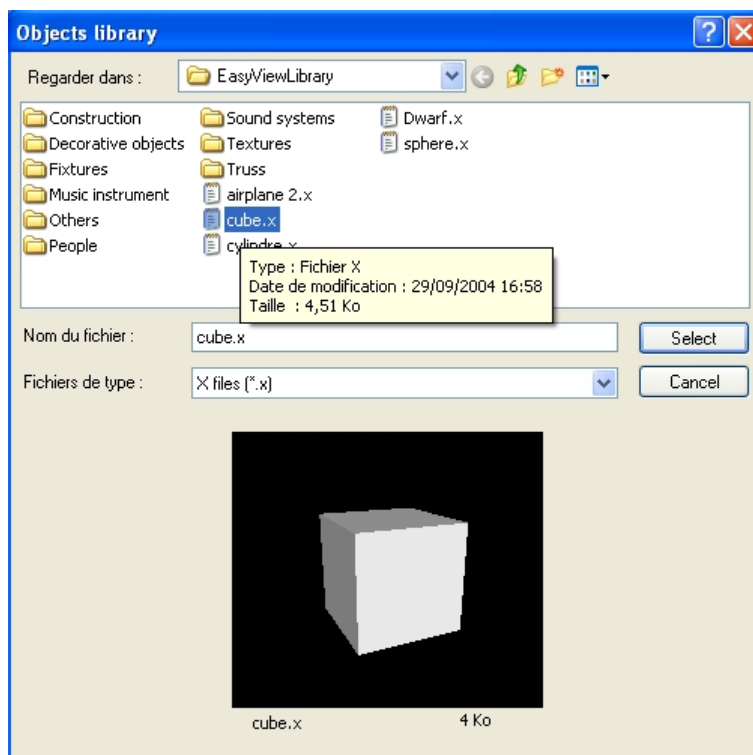 Objects library
Regarder dans :
EasyViewLibrary
Construction
Decorative objects
Fixtures
Music instrument
Others
People
Sound systems
Textures
Truss
airplane 2.x
cube.x
cylindre.x
Dwarf.x
sphere.x
Type : Fichier X
Date de modification : 29/09/2004 16:58
Taille : 4,51 Ko
Nom du fichier :
cube.x
Select
Fichiers de type :
X files (*.x)
Cancel
cube.x
4 Ko